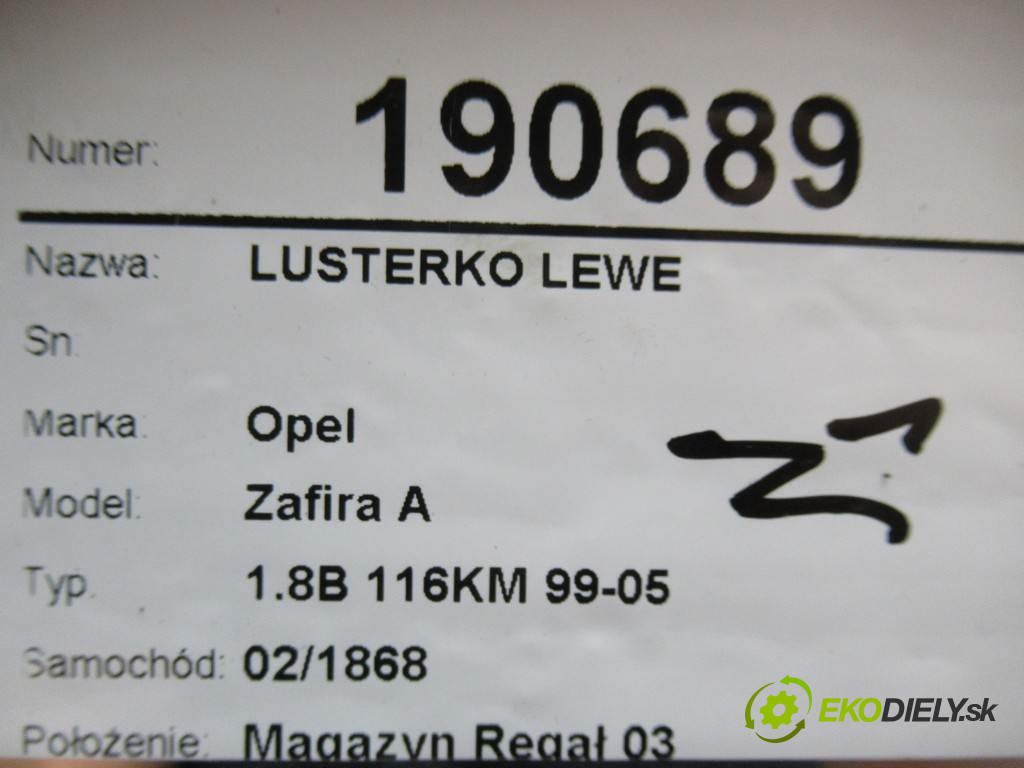 Numer: 190689
Nazwa: LUSTERKO LEWE
Sn.
Marka: Opel
Model: Zafira A
Typ. 1.8B 116KM 99-05
Samochód: 02/1868
Położenie: Magazyn Regał 03
EKODIELY.sk